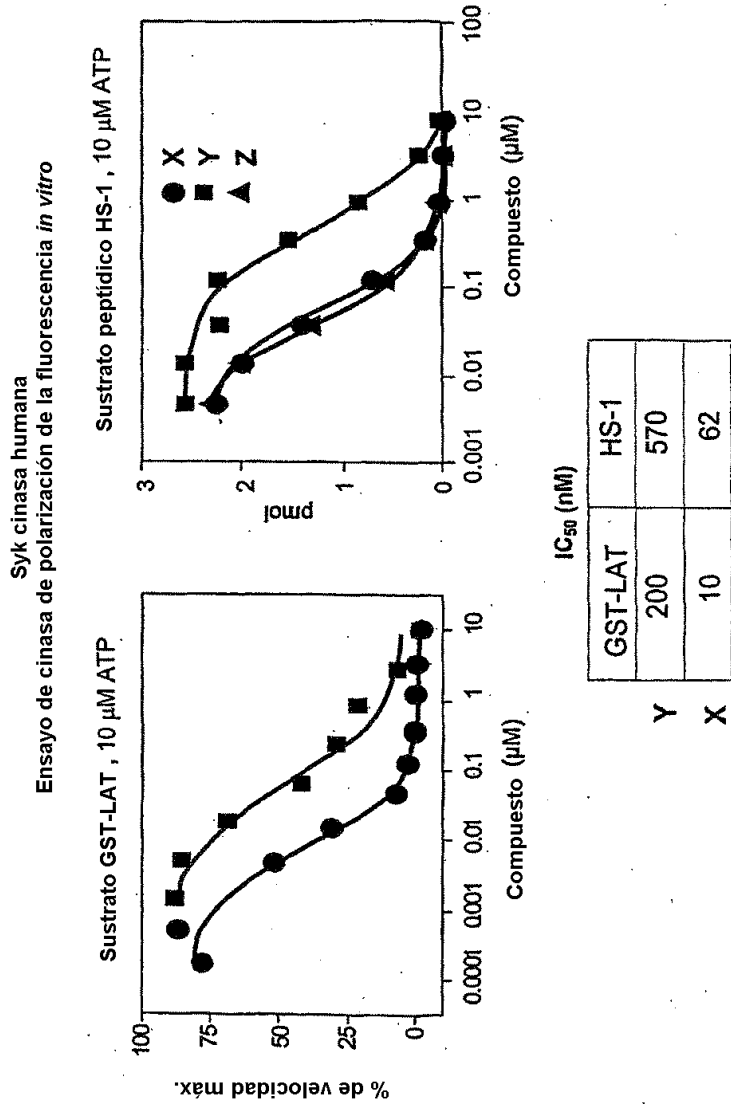 Syk cinasa humana
Ensayo de cinasa de polarización de la fluorescencia in vitro
Sustrato GST-LAT , 10 µM ATP
% de velocidad máx.
100
75
50
25
0
0.0001
0.001
0.01
0.1
1
10
Compuesto (µM)
Sustrato peptídico HS-1 , 10 µM ATP
X
Y
Z
pmol
3
2
1
0
0.001
0.01
0.1
1
10
100
Compuesto (µM)
IC50 (nM)
GST-LAT HS-1
Y 200 570
X 10 62